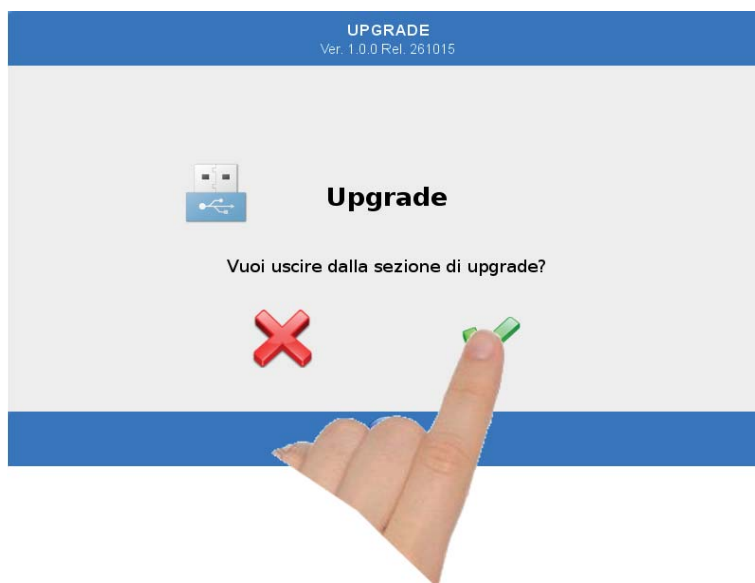 UPGRADE
Ver. 1.0.0 Rel. 261015
Upgrade
Vuoi uscire dalla sezione di upgrade?